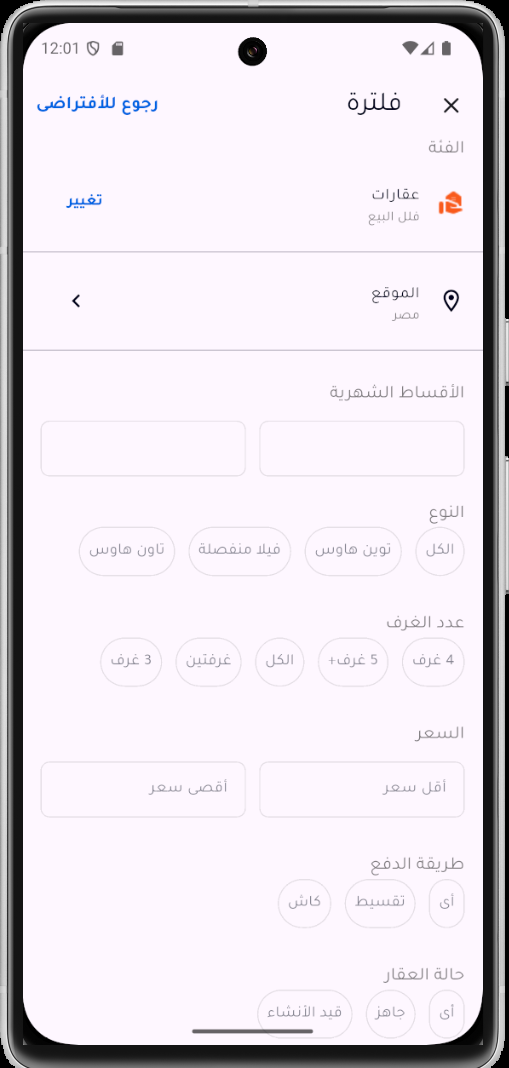 12:01
فلترة رجوع للأفتراضى
الفئة
عقارات
فلل البيع
تغيير
الموقع
مصر
الأقساط الشهرية
النوع
الكل توين هاوس فيلا منفصلة تاون هاوس
عدد الغرف
4 غرف 5 غرف+ الكل غرفتين 3 غرف
السعر
أقل سعر أقصى سعر
طريقة الدفع
أى تقسيط كاش
حالة العقار
أى جاهز قيد الأنشاء